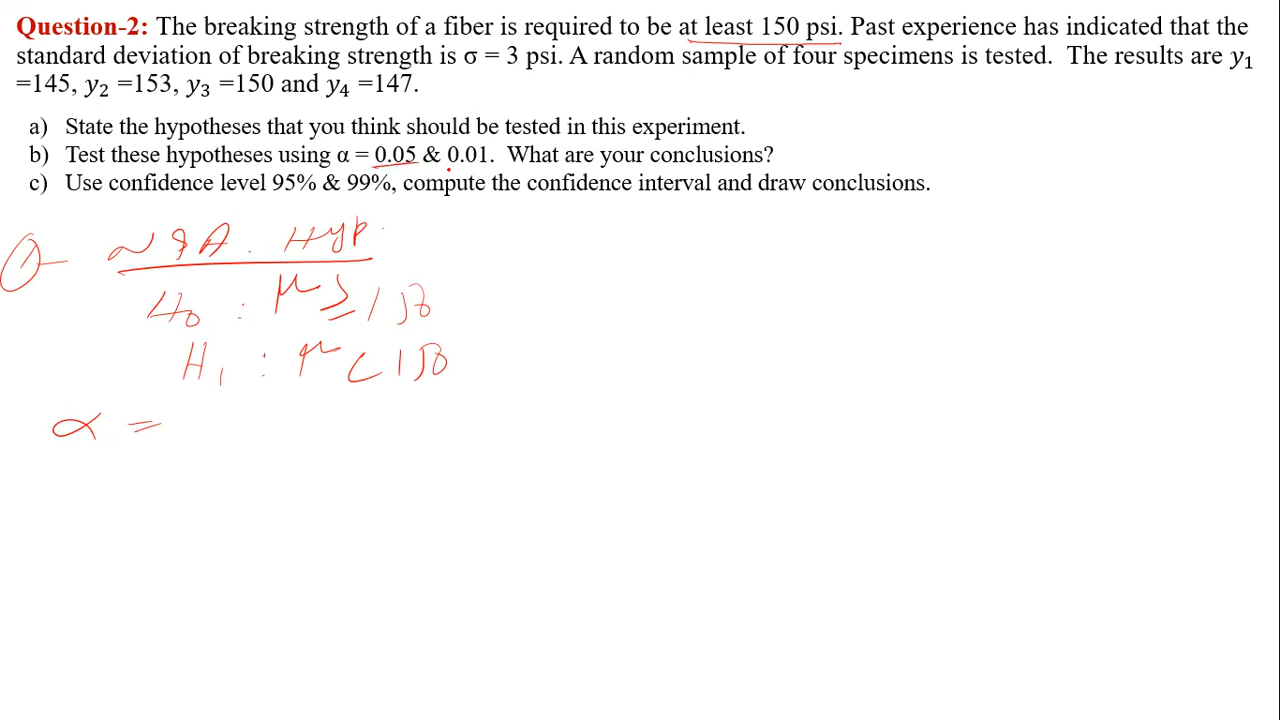 Question-2: The breaking strength of a fiber is required to be at least 150 psi. Past experience has indicated that the
standard deviation of breaking strength is σ = 3 psi. A random sample of four specimens is tested. The results are y₁
=145, y₂ =153, y₃ =150 and y₄ =147.
a) State the hypotheses that you think should be tested in this experiment.
b) Test these hypotheses using α = 0.05 & 0.01. What are your conclusions?
c) Use confidence level 95% & 99%, compute the confidence interval and draw conclusions.
N & A. Hyp.
H₀ : μ ≥ 150
H₁ : μ < 150
α =